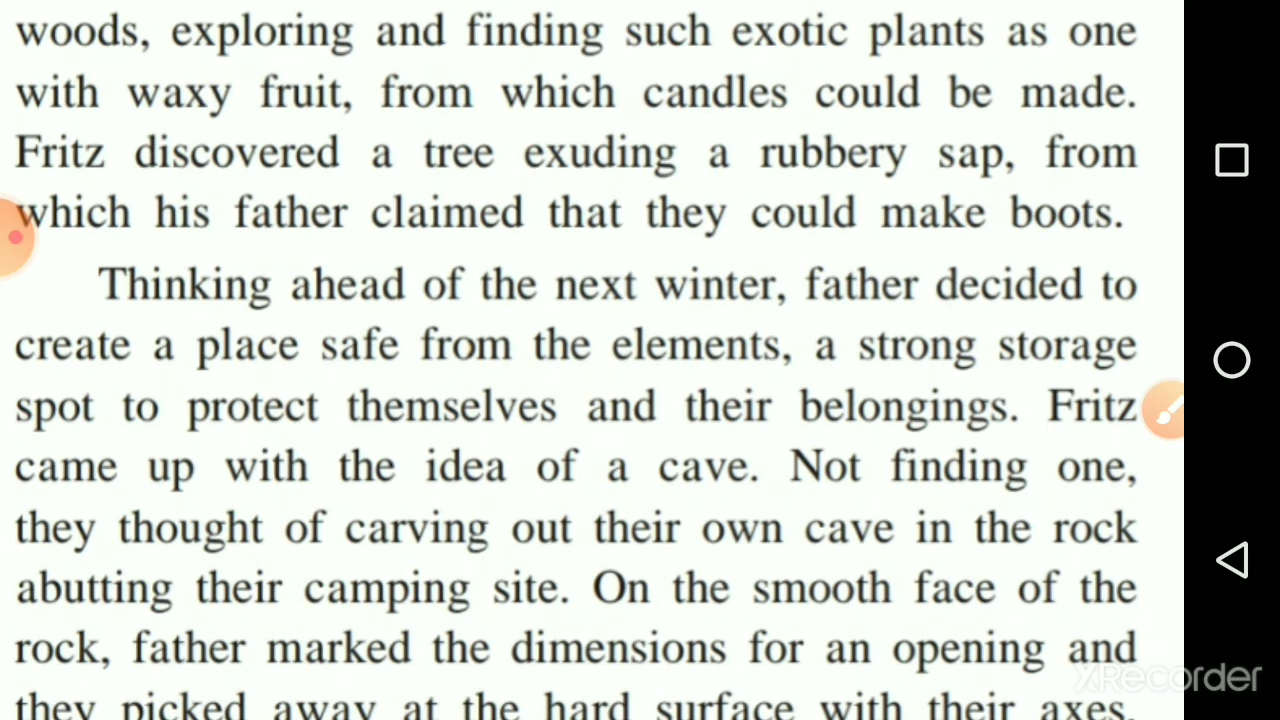 woods, exploring and finding such exotic plants as one
with waxy fruit, from which candles could be made.
Fritz discovered a tree exuding a rubbery sap, from
which his father claimed that they could make boots.
Thinking ahead of the next winter, father decided to
create a place safe from the elements, a strong storage
spot to protect themselves and their belongings. Fritz
came up with the idea of a cave. Not finding one,
they thought of carving out their own cave in the rock
abutting their camping site. On the smooth face of the
rock, father marked the dimensions for an opening and
they picked away at the hard surface with their axes.
XRecorder